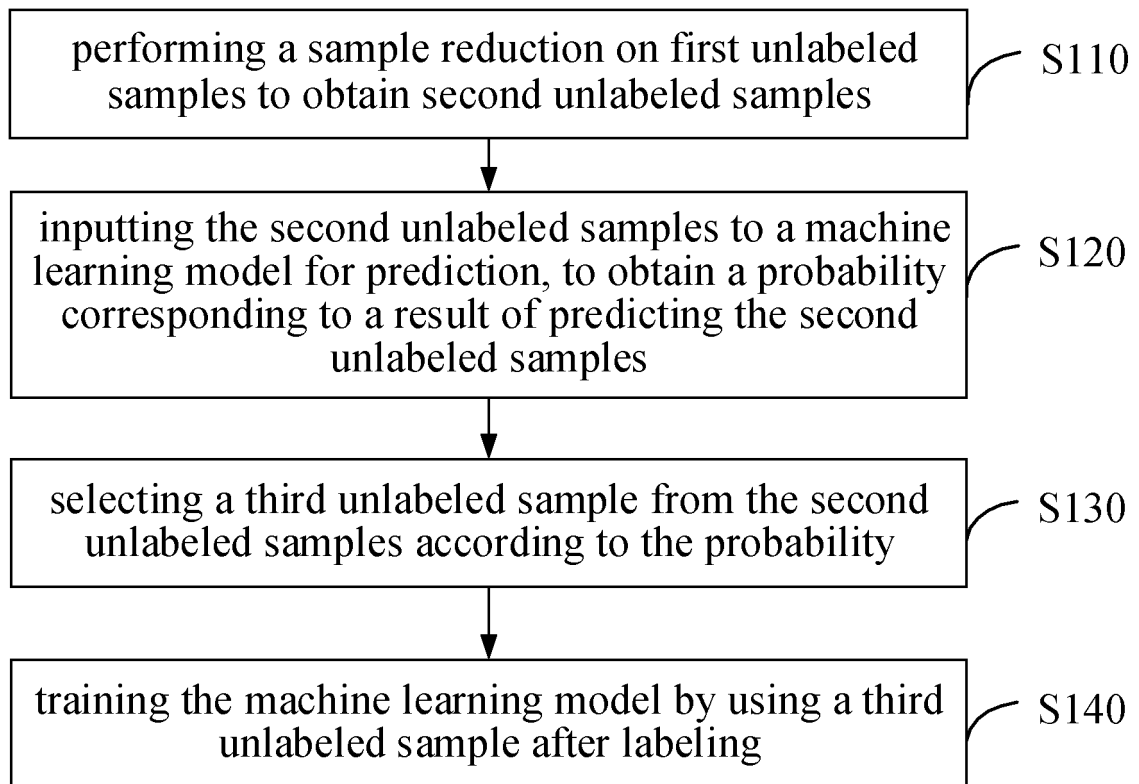 performing a sample reduction on first unlabeled
samples to obtain second unlabeled samples
S110
inputting the second unlabeled samples to a machine
learning model for prediction, to obtain a probability
corresponding to a result of predicting the second
unlabeled samples
S120
selecting a third unlabeled sample from the second
unlabeled samples according to the probability
S130
training the machine learning model by using a third
unlabeled sample after labeling
S140